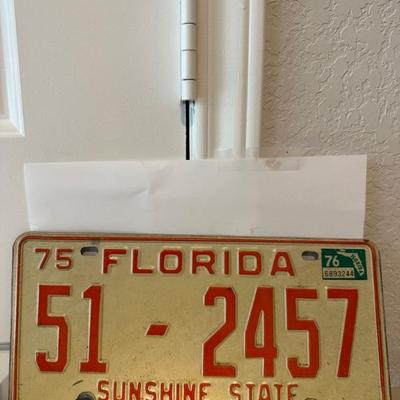 75 FLORIDA 76
6893244
51-2457
SUNSHINE STATE